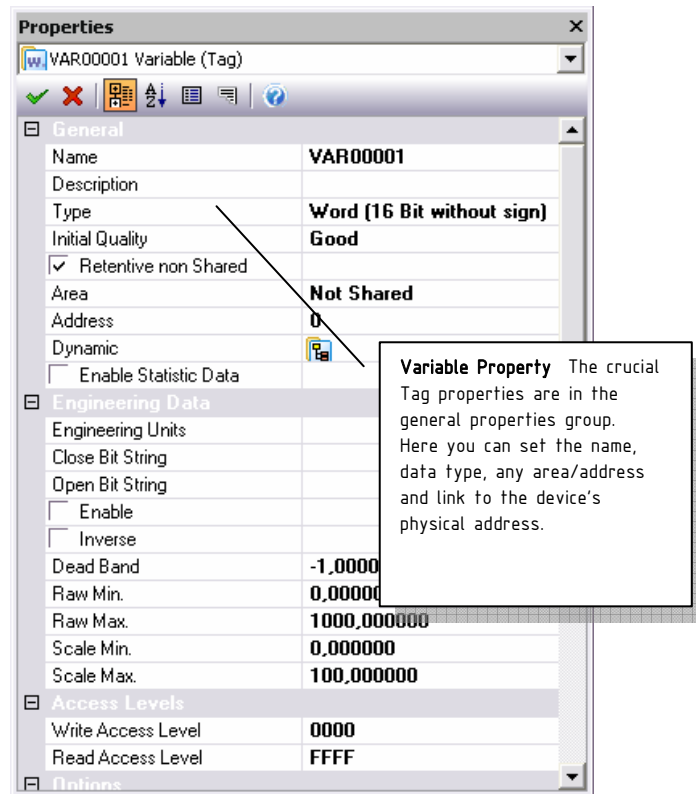 Properties
VAR00001 Variable (Tag)
General
Name VAR00001
Description
Type Word (16 Bit without sign)
Initial Quality Good
Retentive non Shared
Area Not Shared
Address 0
Dynamic
Enable Statistic Data
Engineering Data
Engineering Units
Close Bit String
Open Bit String
Enable
Inverse
Dead Band -1,0000
Raw Min. 0,0000
Raw Max. 1000,000000
Scale Min. 0,000000
Scale Max. 100,000000
Access Levels
Write Access Level 0000
Read Access Level FFFF
Options
Variable Property The crucial
Tag properties are in the
general properties group.
Here you can set the name,
data type, any area/address
and link to the device's
physical address.